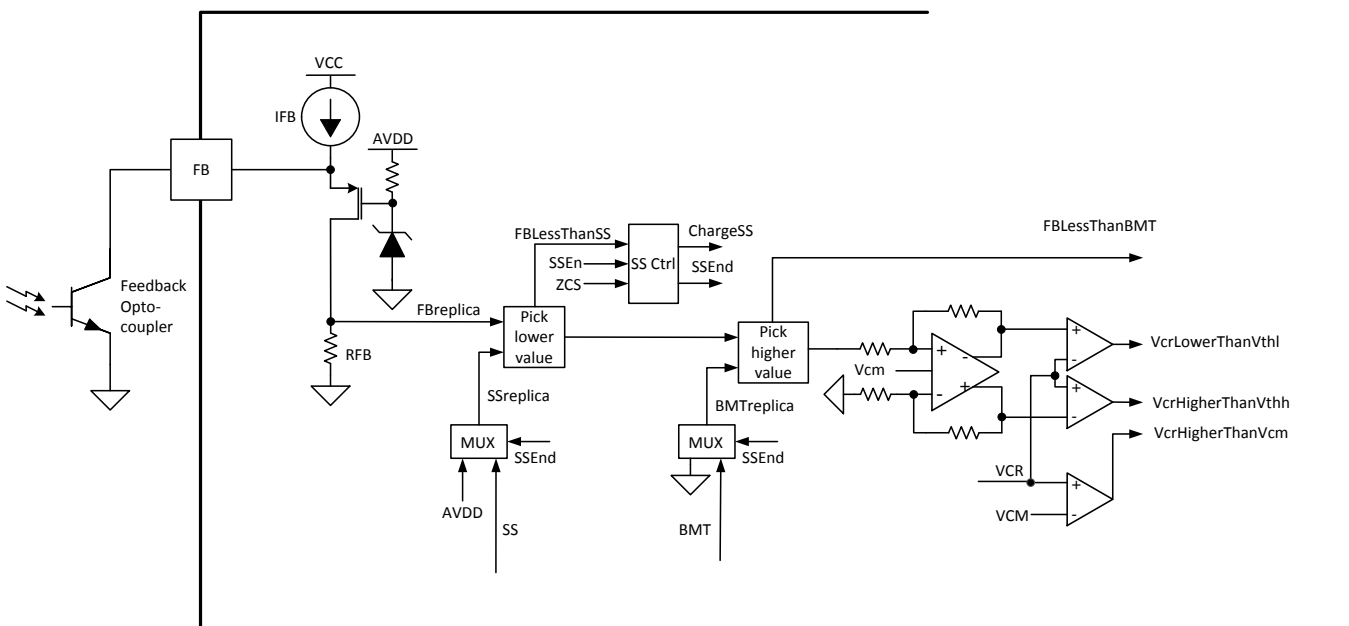 VCC
IFB
AVDD
FB
FBLessThanBMT
FBLessThanSS
ChargeSS
SSEn
SS Ctrl
SSEnd
ZCS
Feedback
Opto-
coupler
FBreplica
Pick
lower
value
RFB
Pick
higher
value
+
-
Vcm
+
-
+
-
VcrLowerThanVthl
+
-
VcrHigherThanVthh
SSreplica
BMTreplica
VcrHigherThanVcm
MUX
SSEnd
MUX
SSEnd
VCR
+
VCM
-
AVDD
SS
BMT